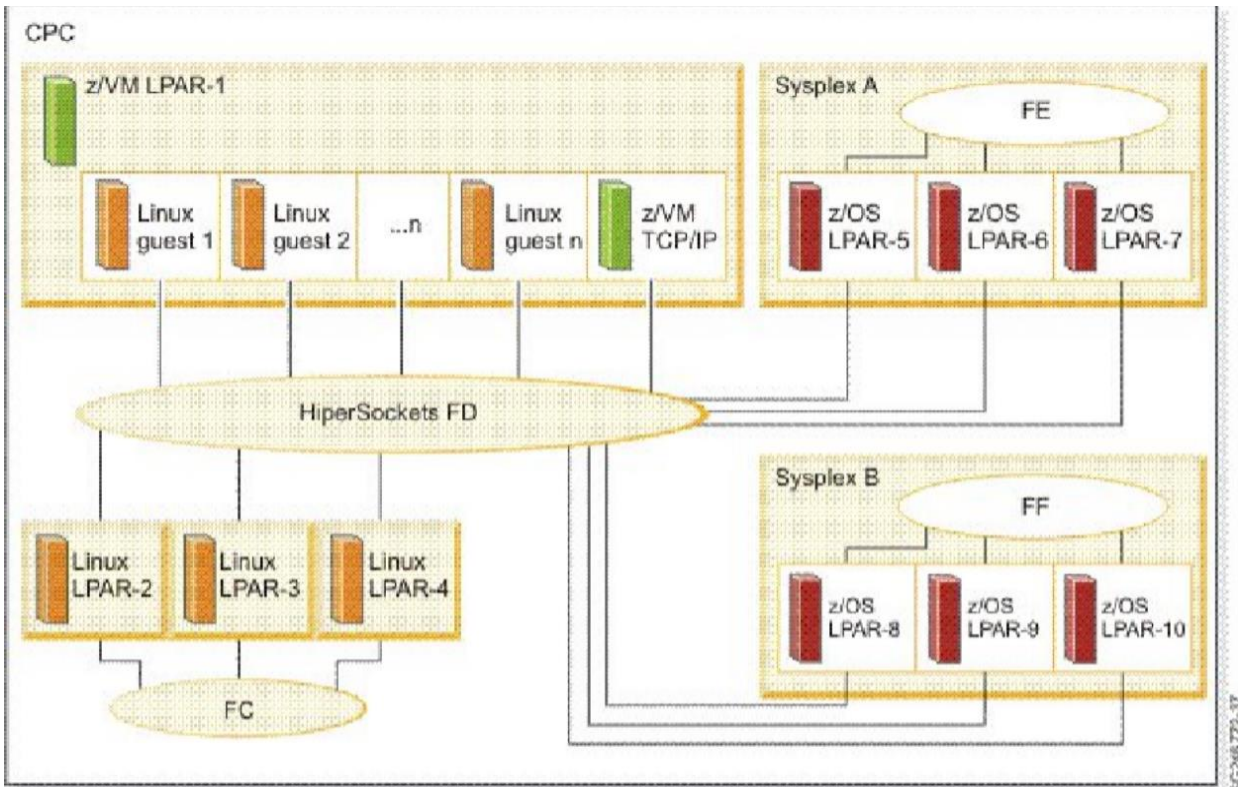 CPC
z/VM LPAR-1
Linux
guest 1
Linux
guest 2
...n
Linux
guest n
z/VM
TCP/IP
Sysplex A
FE
z/OS
LPAR-5
z/OS
LPAR-6
z/OS
LPAR-7
HiperSockets FD
Linux
LPAR-2
Linux
LPAR-3
Linux
LPAR-4
FC
Sysplex B
FF
z/OS
LPAR-8
z/OS
LPAR-9
z/OS
LPAR-10